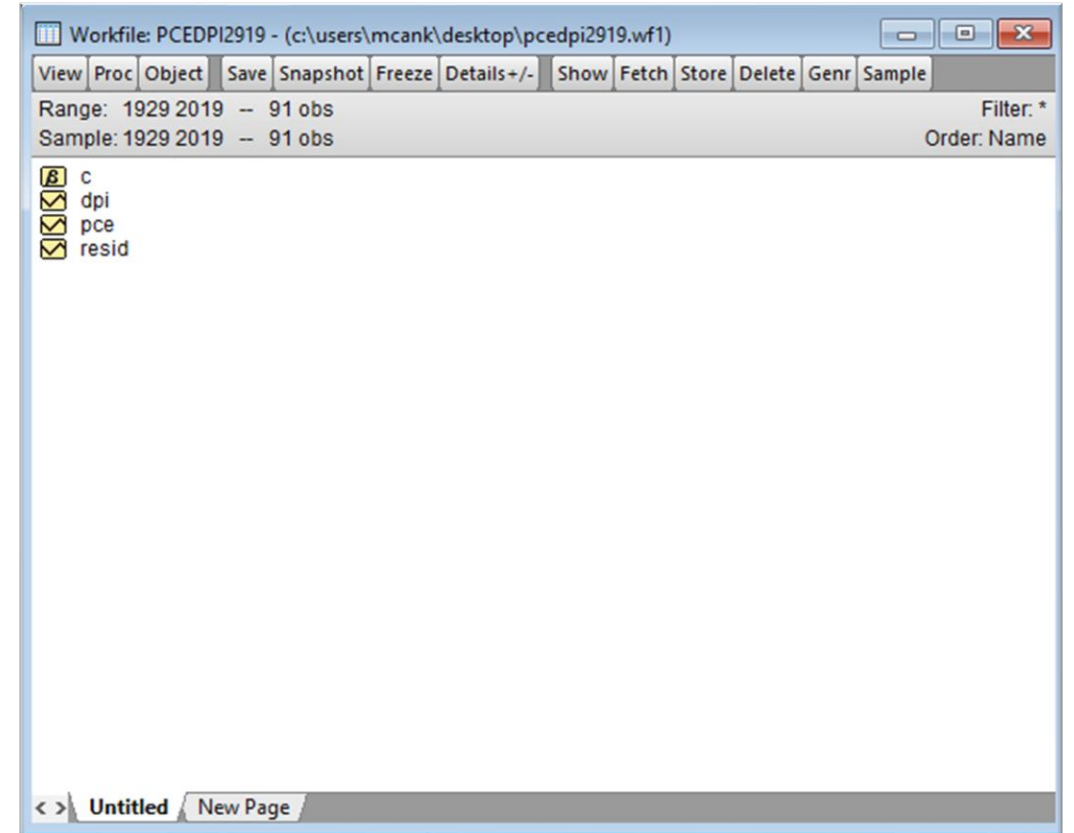 Workfile: PCEDPI2919 - (c:\users\mcank\desktop\pcedpi2919.wf1)
View Proc Object Save Snapshot Freeze Details+/- Show Fetch Store Delete Genr Sample
Range: 1929 2019 -- 91 obs Filter: *
Sample: 1929 2019 -- 91 obs Order: Name
β c
dpi
pce
resid
< > Untitled New Page